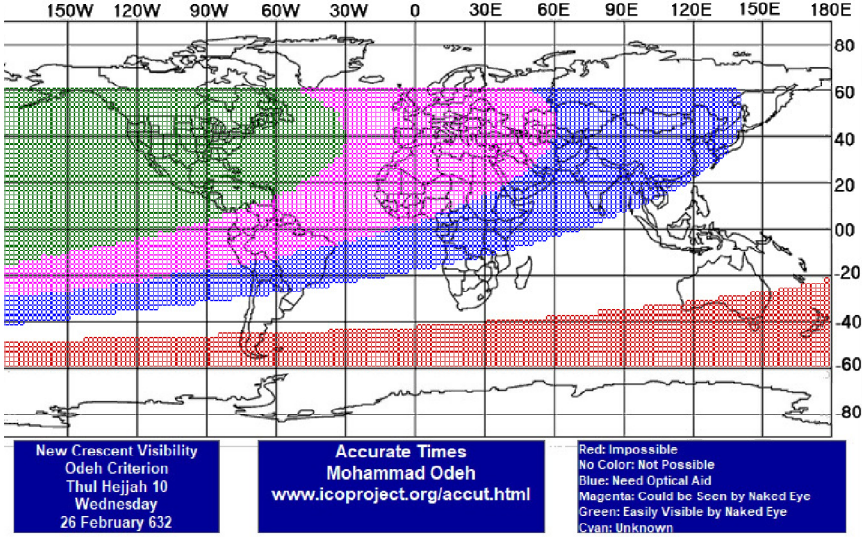 150W 120W 90W 60W 30W 0 30E 60E 90E 120E 150E 180E
80
60
40
20
00
-20
-40
-60
-80
New Crescent Visibility
Odeh Criterion
Thul Hejjah 10
Wednesday
26 February 632
Accurate Times
Mohammad Odeh
www.icoproject.org/accut.html
Red: Impossible
No Color: Not Possible
Blue: Need Optical Aid
Magenta: Could be Seen by Naked Eye
Green: Easily Visible by Naked Eye
Cyan: Unknown